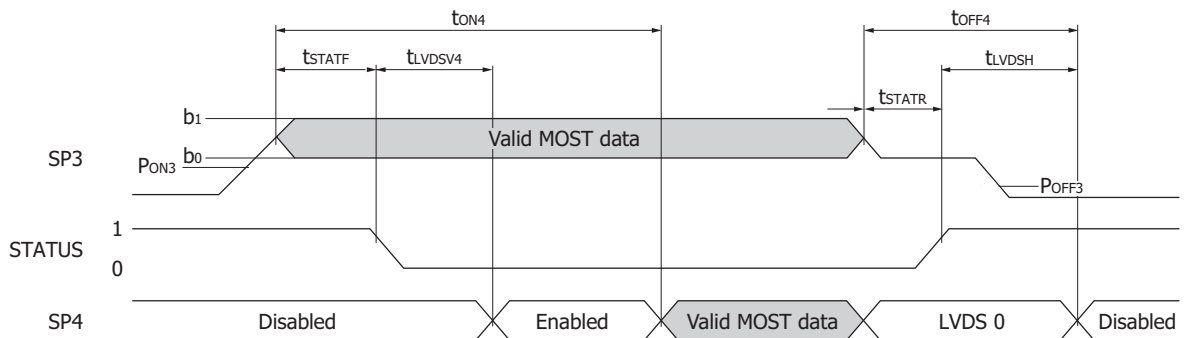 tON4
tOFF4
tSTATF
tLVDSV4
tLVDSH
tSTATR
b1
Valid MOST data
b0
PON3
SP3
POFF3
1
STATUS
0
SP4
Disabled
Enabled
Valid MOST data
LVDS 0
Disabled